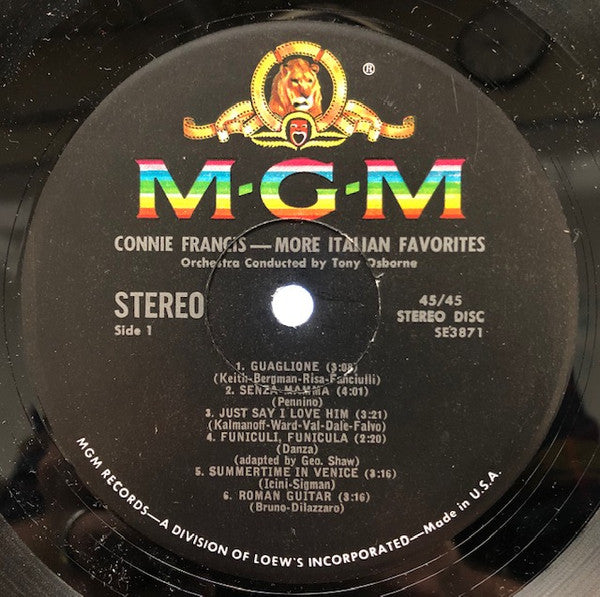 ®
M·G·M
CONNIE FRANCIS — MORE ITALIAN FAVORITES
Orchestra Conducted by Tony Osborne
STEREO
Side 1
45/45
STEREO DISC
SE3871
1. GUAGLIONE (3:08)
(Keith-Bergman-Risa-Fanciulli)
2. SENZA MAMMA (4:01)
(Pennino)
3. JUST SAY I LOVE HIM (3:21)
(Kalmanoff-Ward-Val-Dale-Falvo)
4. FUNICULI, FUNICULA (2:20)
(Danza)
(adapted by Geo. Shaw)
5. SUMMERTIME IN VENICE (3:16)
(Icini-Sigman)
6. ROMAN GUITAR (3:16)
(Bruno-Dilazzaro)
MGM RECORDS—A DIVISION OF LOEW'S INCORPORATED—Made in U.S.A.